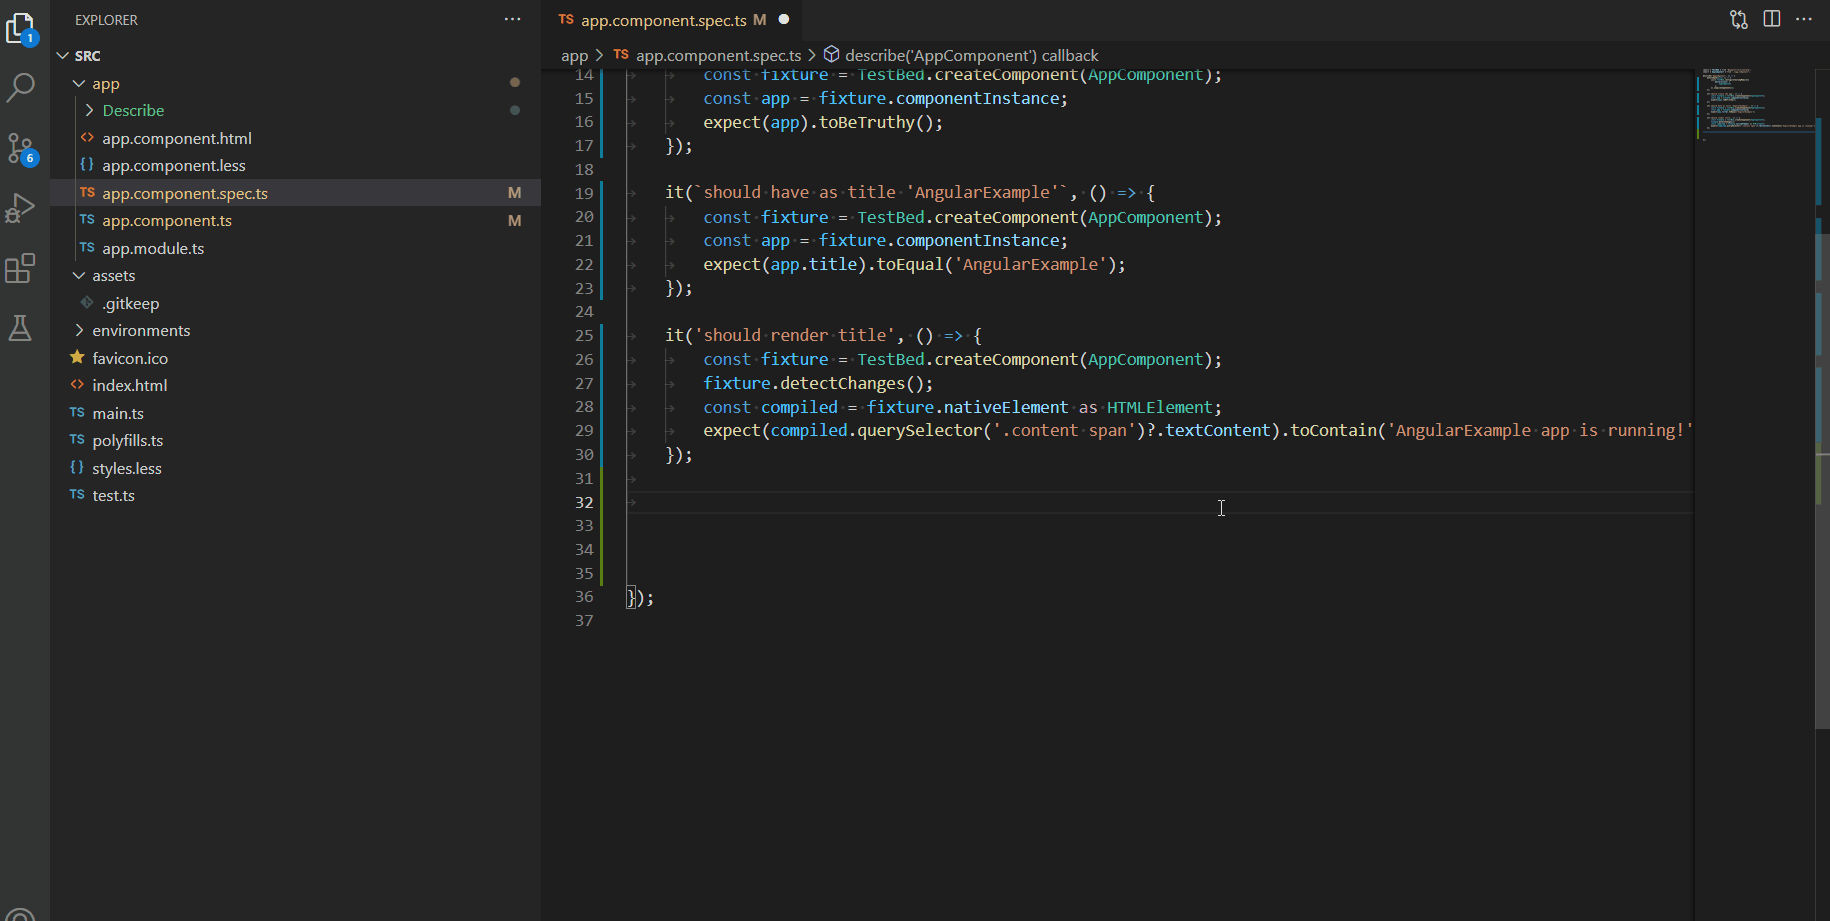 EXPLORER
SRC
app
Describe
app.component.html
app.component.less
app.component.spec.ts M
app.component.ts M
app.module.ts
assets
.gitkeep
environments
favicon.ico
index.html
main.ts
polyfills.ts
styles.less
test.ts
1
6
TS app.component.spec.ts M
app > TS app.component.spec.ts > describe('AppComponent') callback
14 const fixture = TestBed.createComponent(AppComponent);
15 const app = fixture.componentInstance;
16 expect(app).toBeTruthy();
17 });
18
19 it(`should have as title 'AngularExample'`, () => {
20 const fixture = TestBed.createComponent(AppComponent);
21 const app = fixture.componentInstance;
22 expect(app.title).toEqual('AngularExample');
23 });
24
25 it('should render title', () => {
26 const fixture = TestBed.createComponent(AppComponent);
27 fixture.detectChanges();
28 const compiled = fixture.nativeElement as HTMLElement;
29 expect(compiled.querySelector('.content span')?.textContent).toContain('AngularExample app is running!'
30 });
31
32
33
34
35
36 });
37